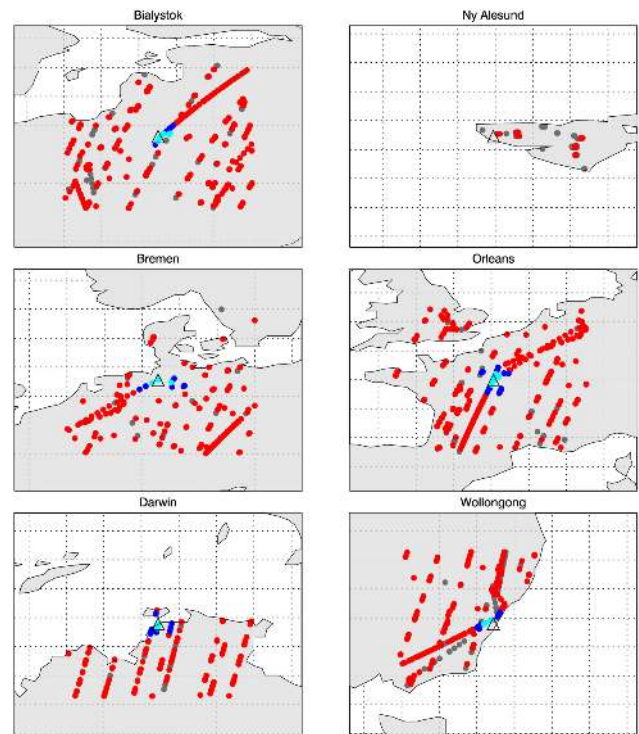 Bialystok
Ny Alesund
Bremen
Orleans
Darwin
Wollongong